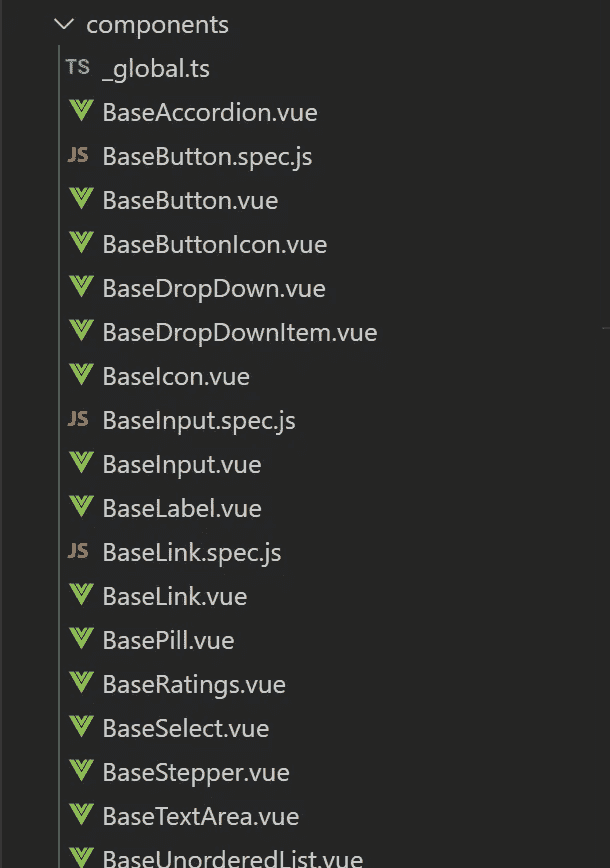 components
TS _global.ts
BaseAccordion.vue
JS BaseButton.spec.js
BaseButton.vue
BaseButtonIcon.vue
BaseDropDown.vue
BaseDropDownItem.vue
BaseIcon.vue
JS BaseInput.spec.js
BaseInput.vue
BaseLabel.vue
JS BaseLink.spec.js
BaseLink.vue
BasePill.vue
BaseRatings.vue
BaseSelect.vue
BaseStepper.vue
BaseTextArea.vue
BaseUnorderedList.vue